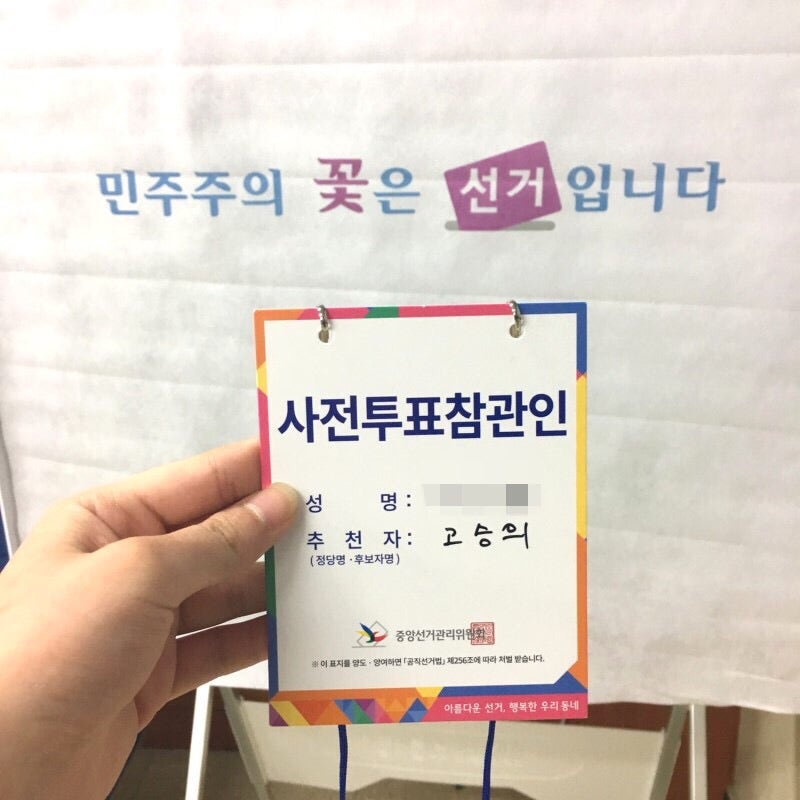 민주주의 꽃은 선거입니다
사전투표참관인
성 명 :
추 천 자 : 고승의
( 정당명 · 후보자명 )
중앙선거관리위원회
※ 이 표지를 양도 · 양여하면 「공직선거법」 제256조에 따라 처벌 받습니다.
아름다운 선거, 행복한 우리 동네